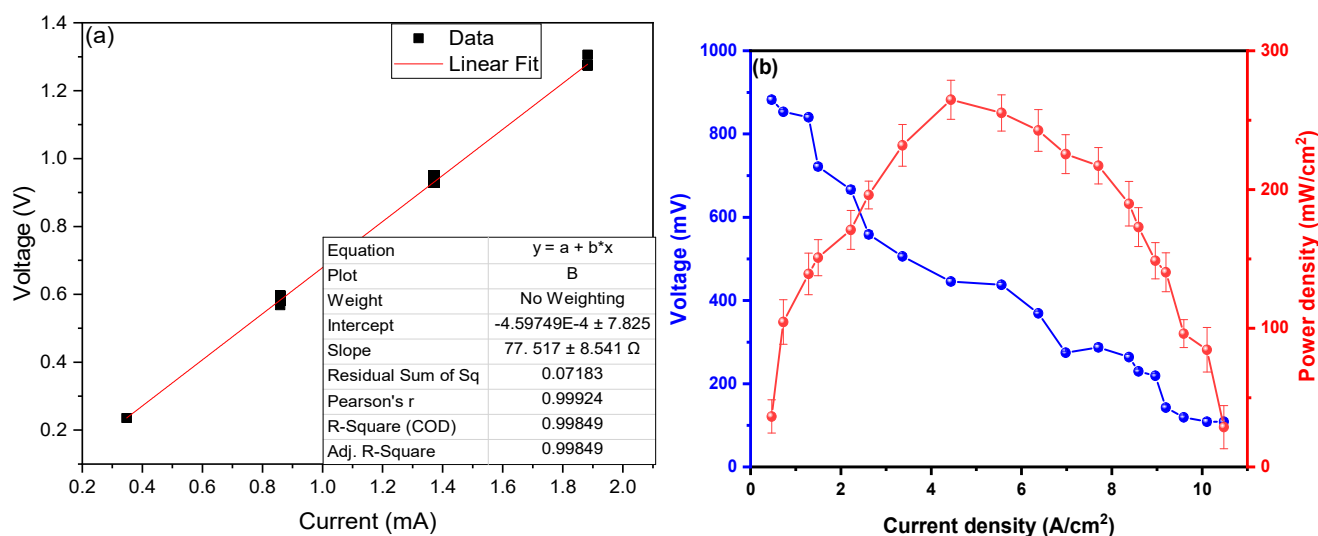 (a)
Data
Linear Fit
1.4
1.2
1.0
0.8
0.6
0.4
0.2
Voltage (V)
Equation y = a + b*x
Plot B
Weight No Weighting
Intercept -4.59749E-4 ± 7.825
Slope 77. 517 ± 8.541 Ω
Residual Sum of Sq 0.07183
Pearson's r 0.99924
R-Square (COD) 0.99849
Adj. R-Square 0.99849
0.2 0.4 0.6 0.8 1.0 1.2 1.4 1.6 1.8 2.0
Current (mA)
(b)
1000
800
600
400
200
0
Voltage (mV)
300
200
100
0
Power density (mW/cm²)
0 2 4 6 8 10
Current density (A/cm²)